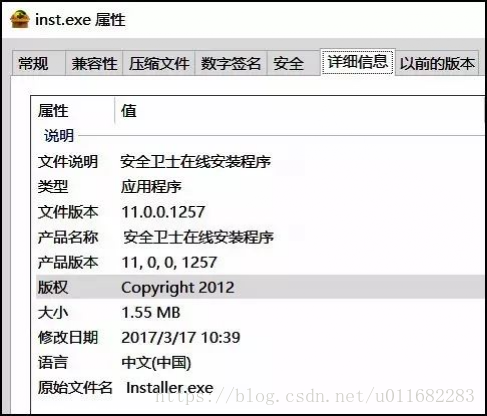 inst.exe 属性
常规 兼容性 压缩文件 数字签名 安全 详细信息 以前的版本
属性 值
说明
文件说明 安全卫士在线安装程序
类型 应用程序
文件版本 11.0.0.1257
产品名称 安全卫士在线安装程序
产品版本 11, 0, 0, 1257
版权 Copyright 2012
大小 1.55 MB
修改日期 2017/3/17 10:39
语言 中文(中国)
原始文件名 Installer.exe
https://blog.csdn.net/u011682283